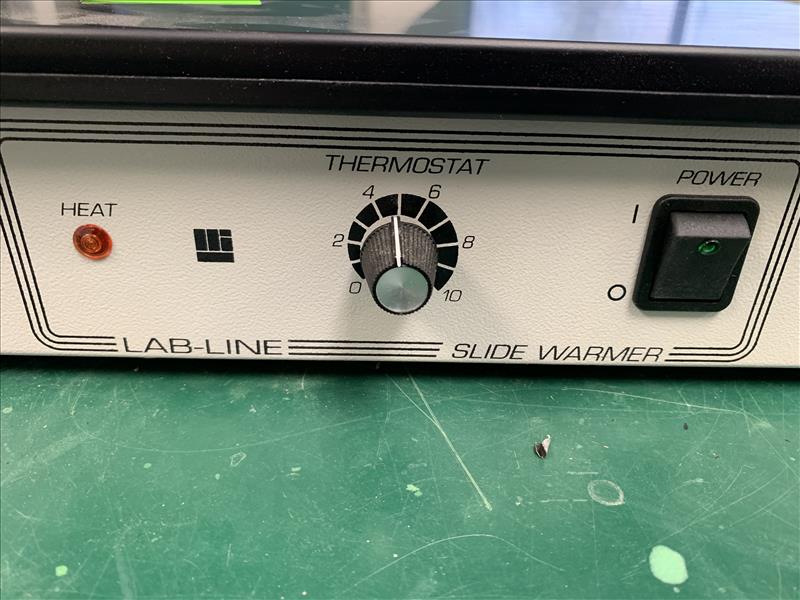 THERMOSTAT
POWER
HEAT
4 6
2 8
0 10
I
O
LAB-LINE
SLIDE WARMER